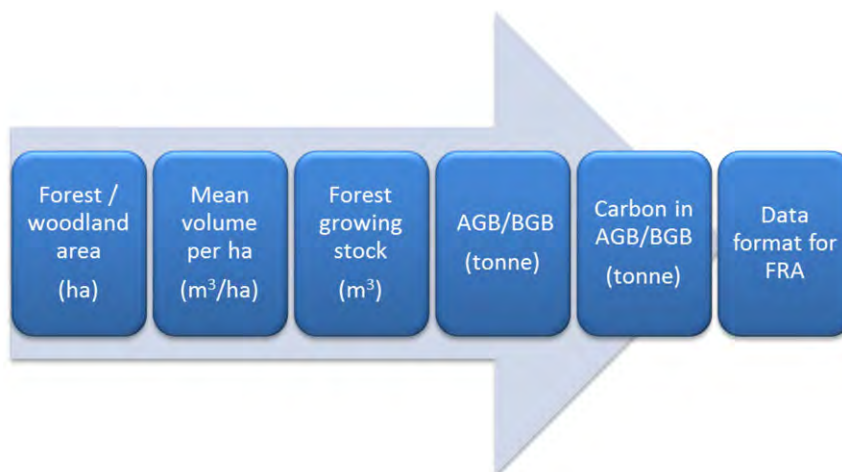 Forest /
woodland
area
(ha)
Mean
volume
per ha
(m³/ha)
Forest
growing
stock
(m³)
AGB/BGB
(tonne)
Carbon in
AGB/BGB
(tonne)
Data
format for
FRA